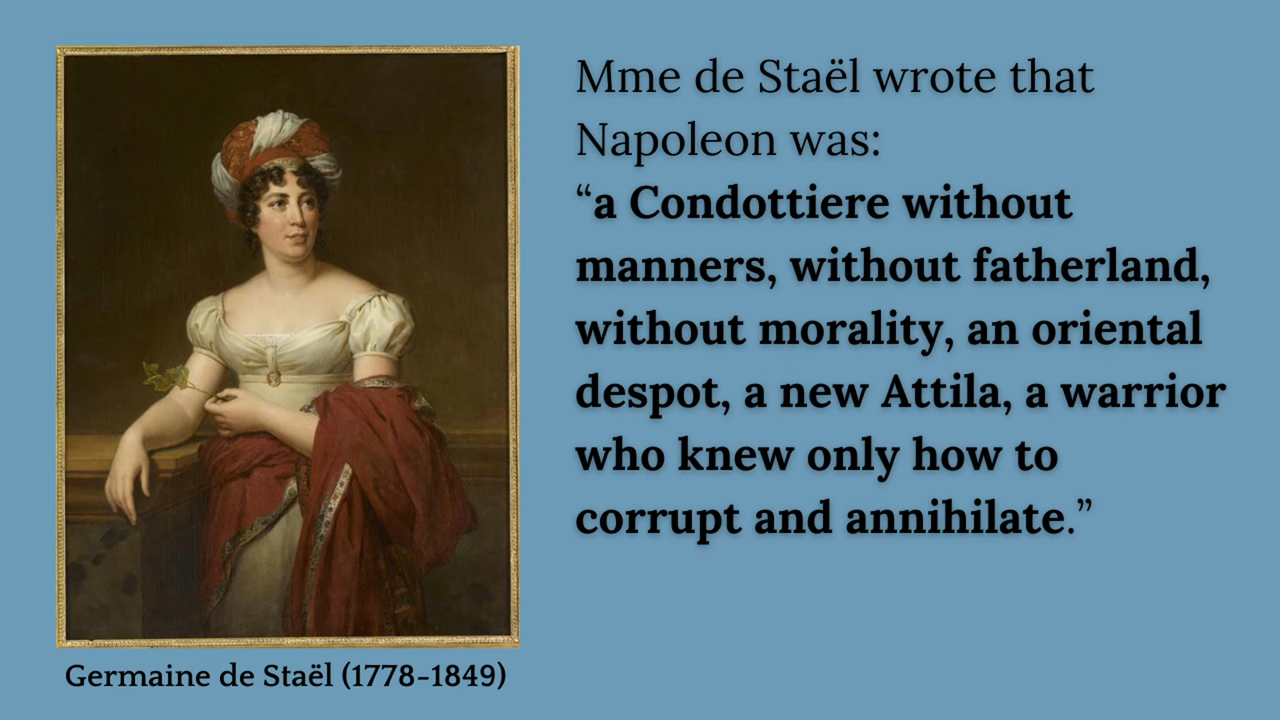 Mme de Staël wrote that
Napoleon was:
“a Condottiere without
manners, without fatherland,
without morality, an oriental
despot, a new Attila, a warrior
who knew only how to
corrupt and annihilate.”
Germaine de Staël (1778-1849)